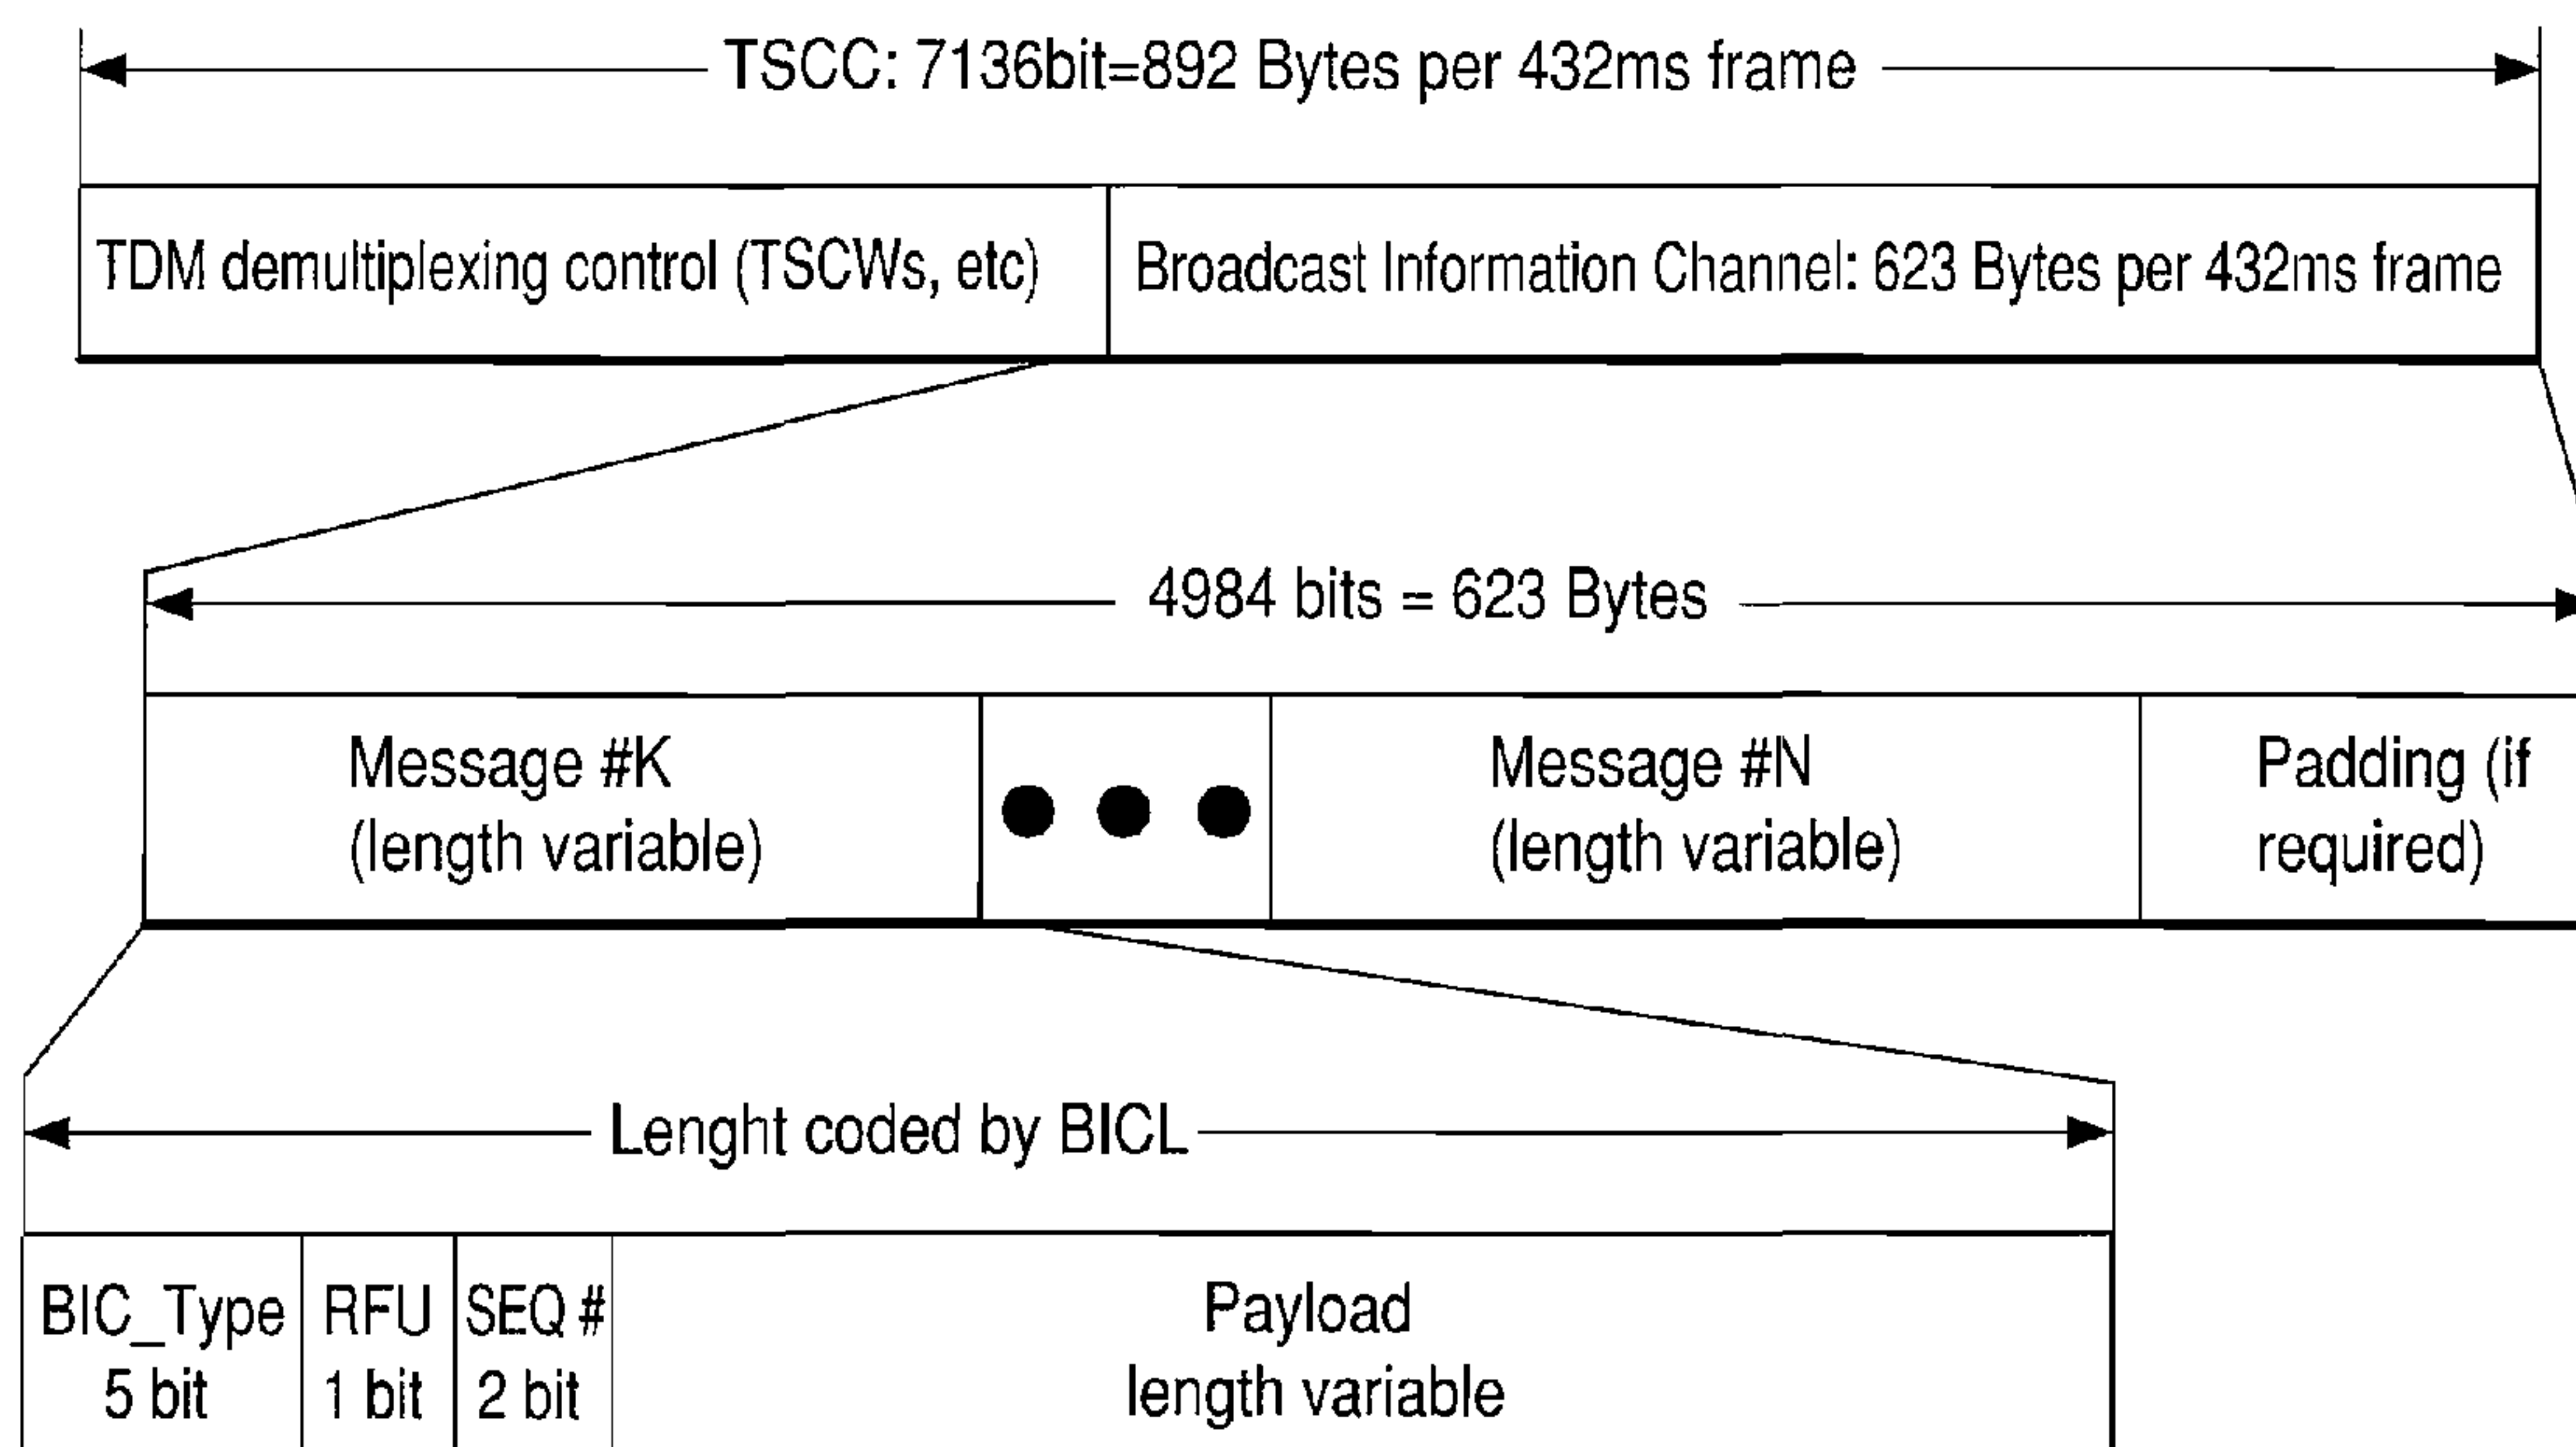 TSCC: 7136bit=892 Bytes per 432ms frame
TDM demultiplexing control (TSCWs, etc)
Broadcast Information Channel: 623 Bytes per 432ms frame
4984 bits = 623 Bytes
Message #K
(length variable)
Message #N
(length variable)
Padding (if
required)
Lenght coded by BICL
BIC_Type
5 bit
RFU
1 bit
SEQ #
2 bit
Payload
length variable